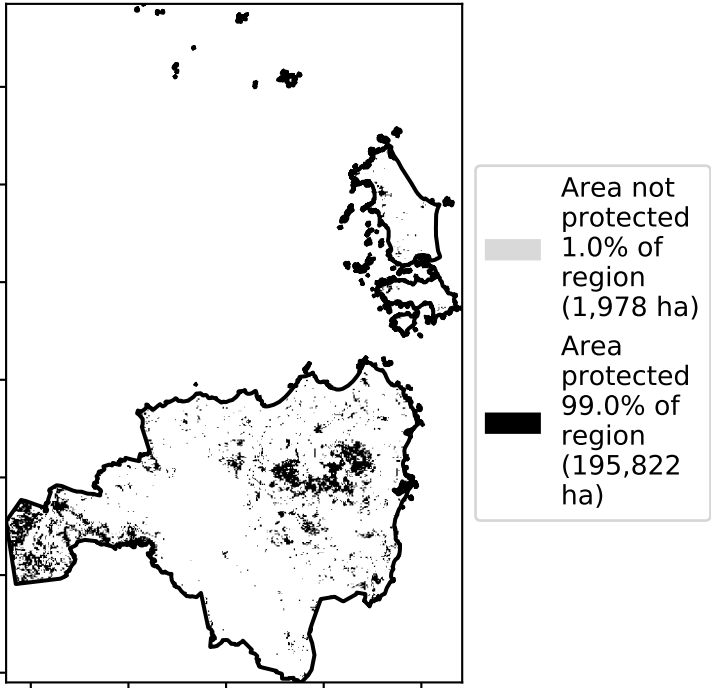 Area not
protected
1.0% of
region
(1,978 ha)
Area
protected
99.0% of
region
(195,822
ha)